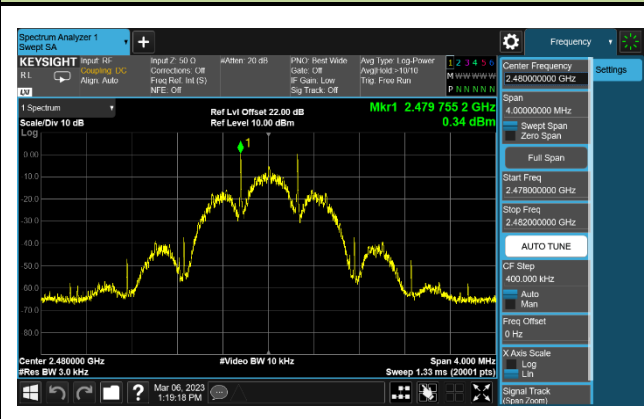 Spectrum Analyzer 1
Swept SA
+
Frequency
KEYSIGHT Input: RF Input Z: 50 Ω #Atten: 20 dB PNO: Best Wide Avg Type: Log-Power 1 2 3 4 5 6
RL Coupling: DC Corrections: Off Gate: Off Avg|Hold:>10/10 M W W W W W
Align: Auto Freq Ref: Int (S) IF Gain: Low Trig: Free Run P N N N N N
LXI NFE: Off Sig Track: Off
1 Spectrum Ref Lvl Offset 22.00 dB Mkr1 2.479 755 2 GHz
Scale/Div 10 dB Ref Level 10.00 dBm 0.34 dBm
Log
1
0.00
-10.0
-20.0
-30.0
-40.0
-50.0
-60.0
-70.0
-80.0
Center 2.480000 GHz #Video BW 10 kHz Span 4.000 MHz
#Res BW 3.0 kHz Sweep 1.33 ms (20001 pts)
Mar 06, 2023
1:19:18 PM
?
Center Frequency
2.480000000 GHz
Settings
Span
4.00000000 MHz
Swept Span
Zero Span
Full Span
Start Freq
2.478000000 GHz
Stop Freq
2.482000000 GHz
AUTO TUNE
CF Step
400.000 kHz
Auto
Man
Freq Offset
0 Hz
X Axis Scale
Log
Lin
Signal Track
(Span Zoom)